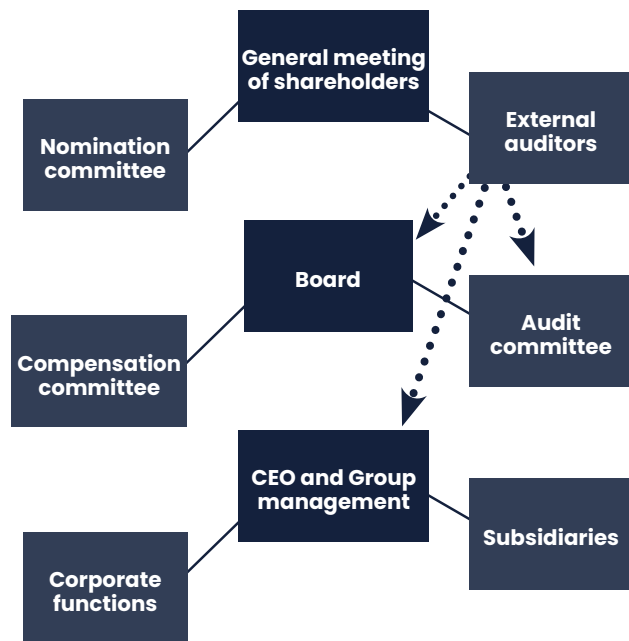 General meeting
of shareholders
External
auditors
Nomination
committee
Board
Audit
committee
Compensation
committee
CEO and Group
management
Subsidiaries
Corporate
functions